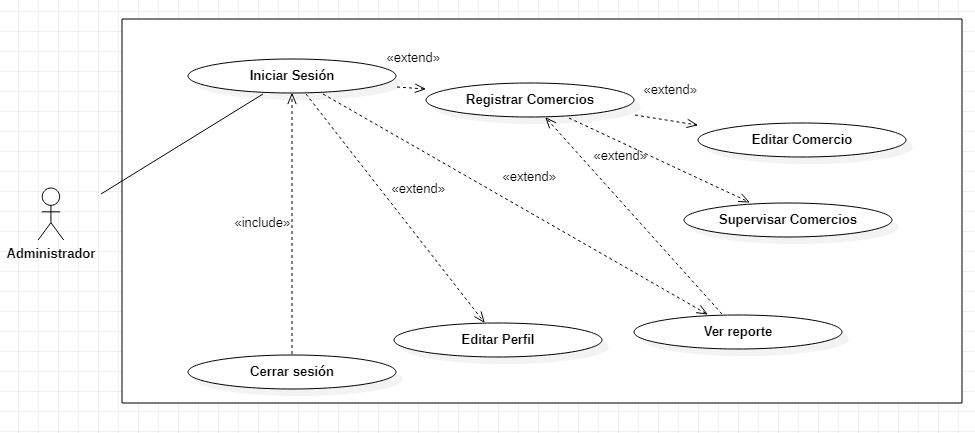 «extend»
Iniciar Sesión
Registrar Comercios
«extend»
Editar Comercio
«extend»
«extend»
«extend»
Supervisar Comercios
«include»
Administrador
Ver reporte
Editar Perfil
Cerrar sesión